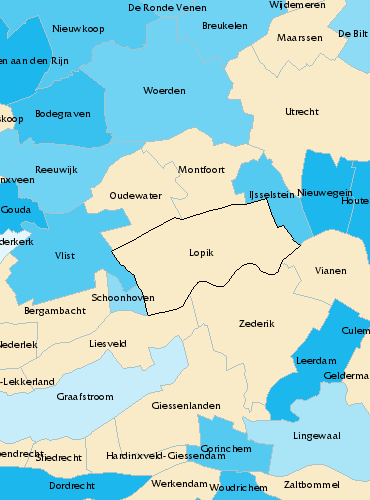 De Ronde Venen
Wijdemeren
Nieuwkoop
Breukelen
Maarssen
De Bilt
en aan den Rijn
Woerden
Bodegraven
Utrecht
skoop
Reeuwijk
Montfoort
Oudewater
IJsselstein
Nieuwegein
nxveen
Houte
Gouda
derkerk
Vlist
Lopik
Vianen
Schoonhoven
Bergambacht
Zederik
Culem
Nederlek
Liesveld
Leerdam
Gelderma
-Lekkerland
Graafstroom
Giessenlanden
Lingewaal
Gorinchem
endrecht
Sliedrecht
Hardinxveld-Giessendam
Dordrecht
Werkendam
Woudrichem
Zaltbommel